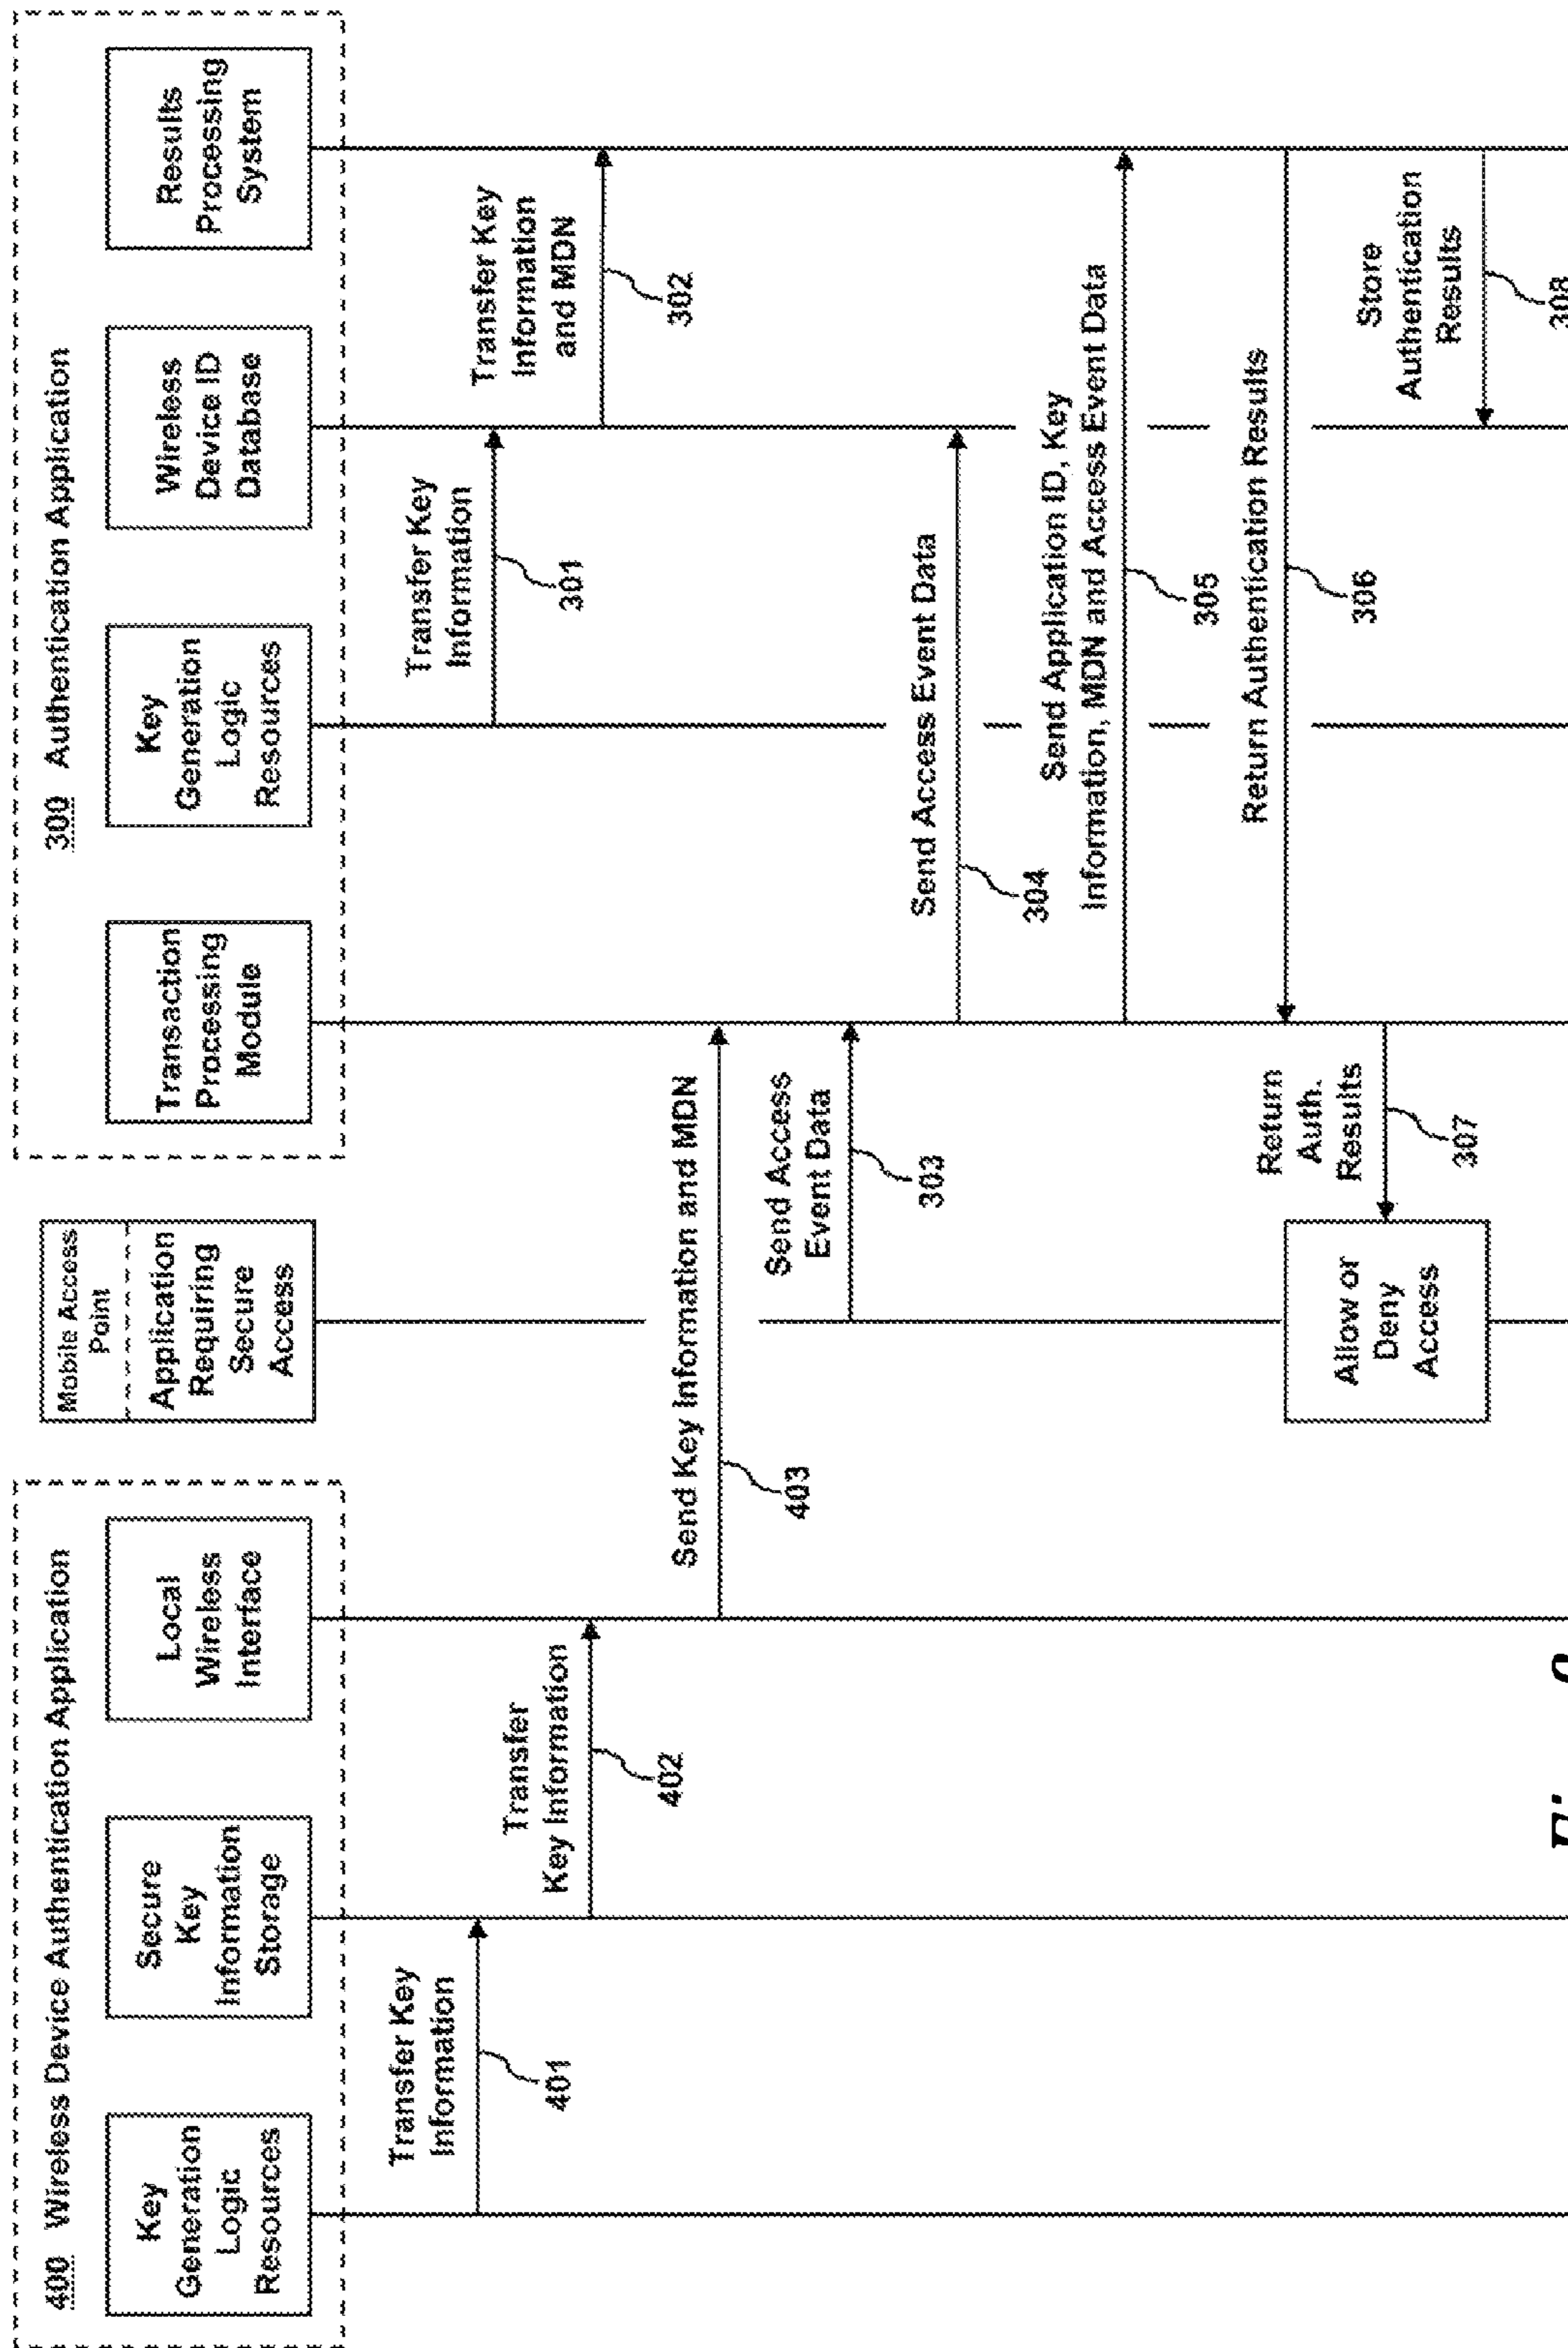 400 Wireless Device Authentication Application
Key
Generation
Logic
Resources
Secure
Key
Information
Storage
Local
Wireless
Interface
Mobile Access
Point
Application
Requiring
Secure
Access
300 Authentication Application
Transaction
Processing
Module
Key
Generation
Logic
Resources
Wireless
Device ID
Database
Results
Processing
System
Transfer Key
Information
401
Transfer
Key Information
402
Send Key Information and MDN
403
Transfer Key
Information
301
Transfer Key
Information
and MDN
302
Send Access
Event Data
303
Send Access Event Data
304
Send Application ID, Key
Information, MDN and Access Event Data
305
Return Authentication Results
306
Return
Auth.
Results
307
Allow or
Deny
Access
Store
Authentication
Results
308